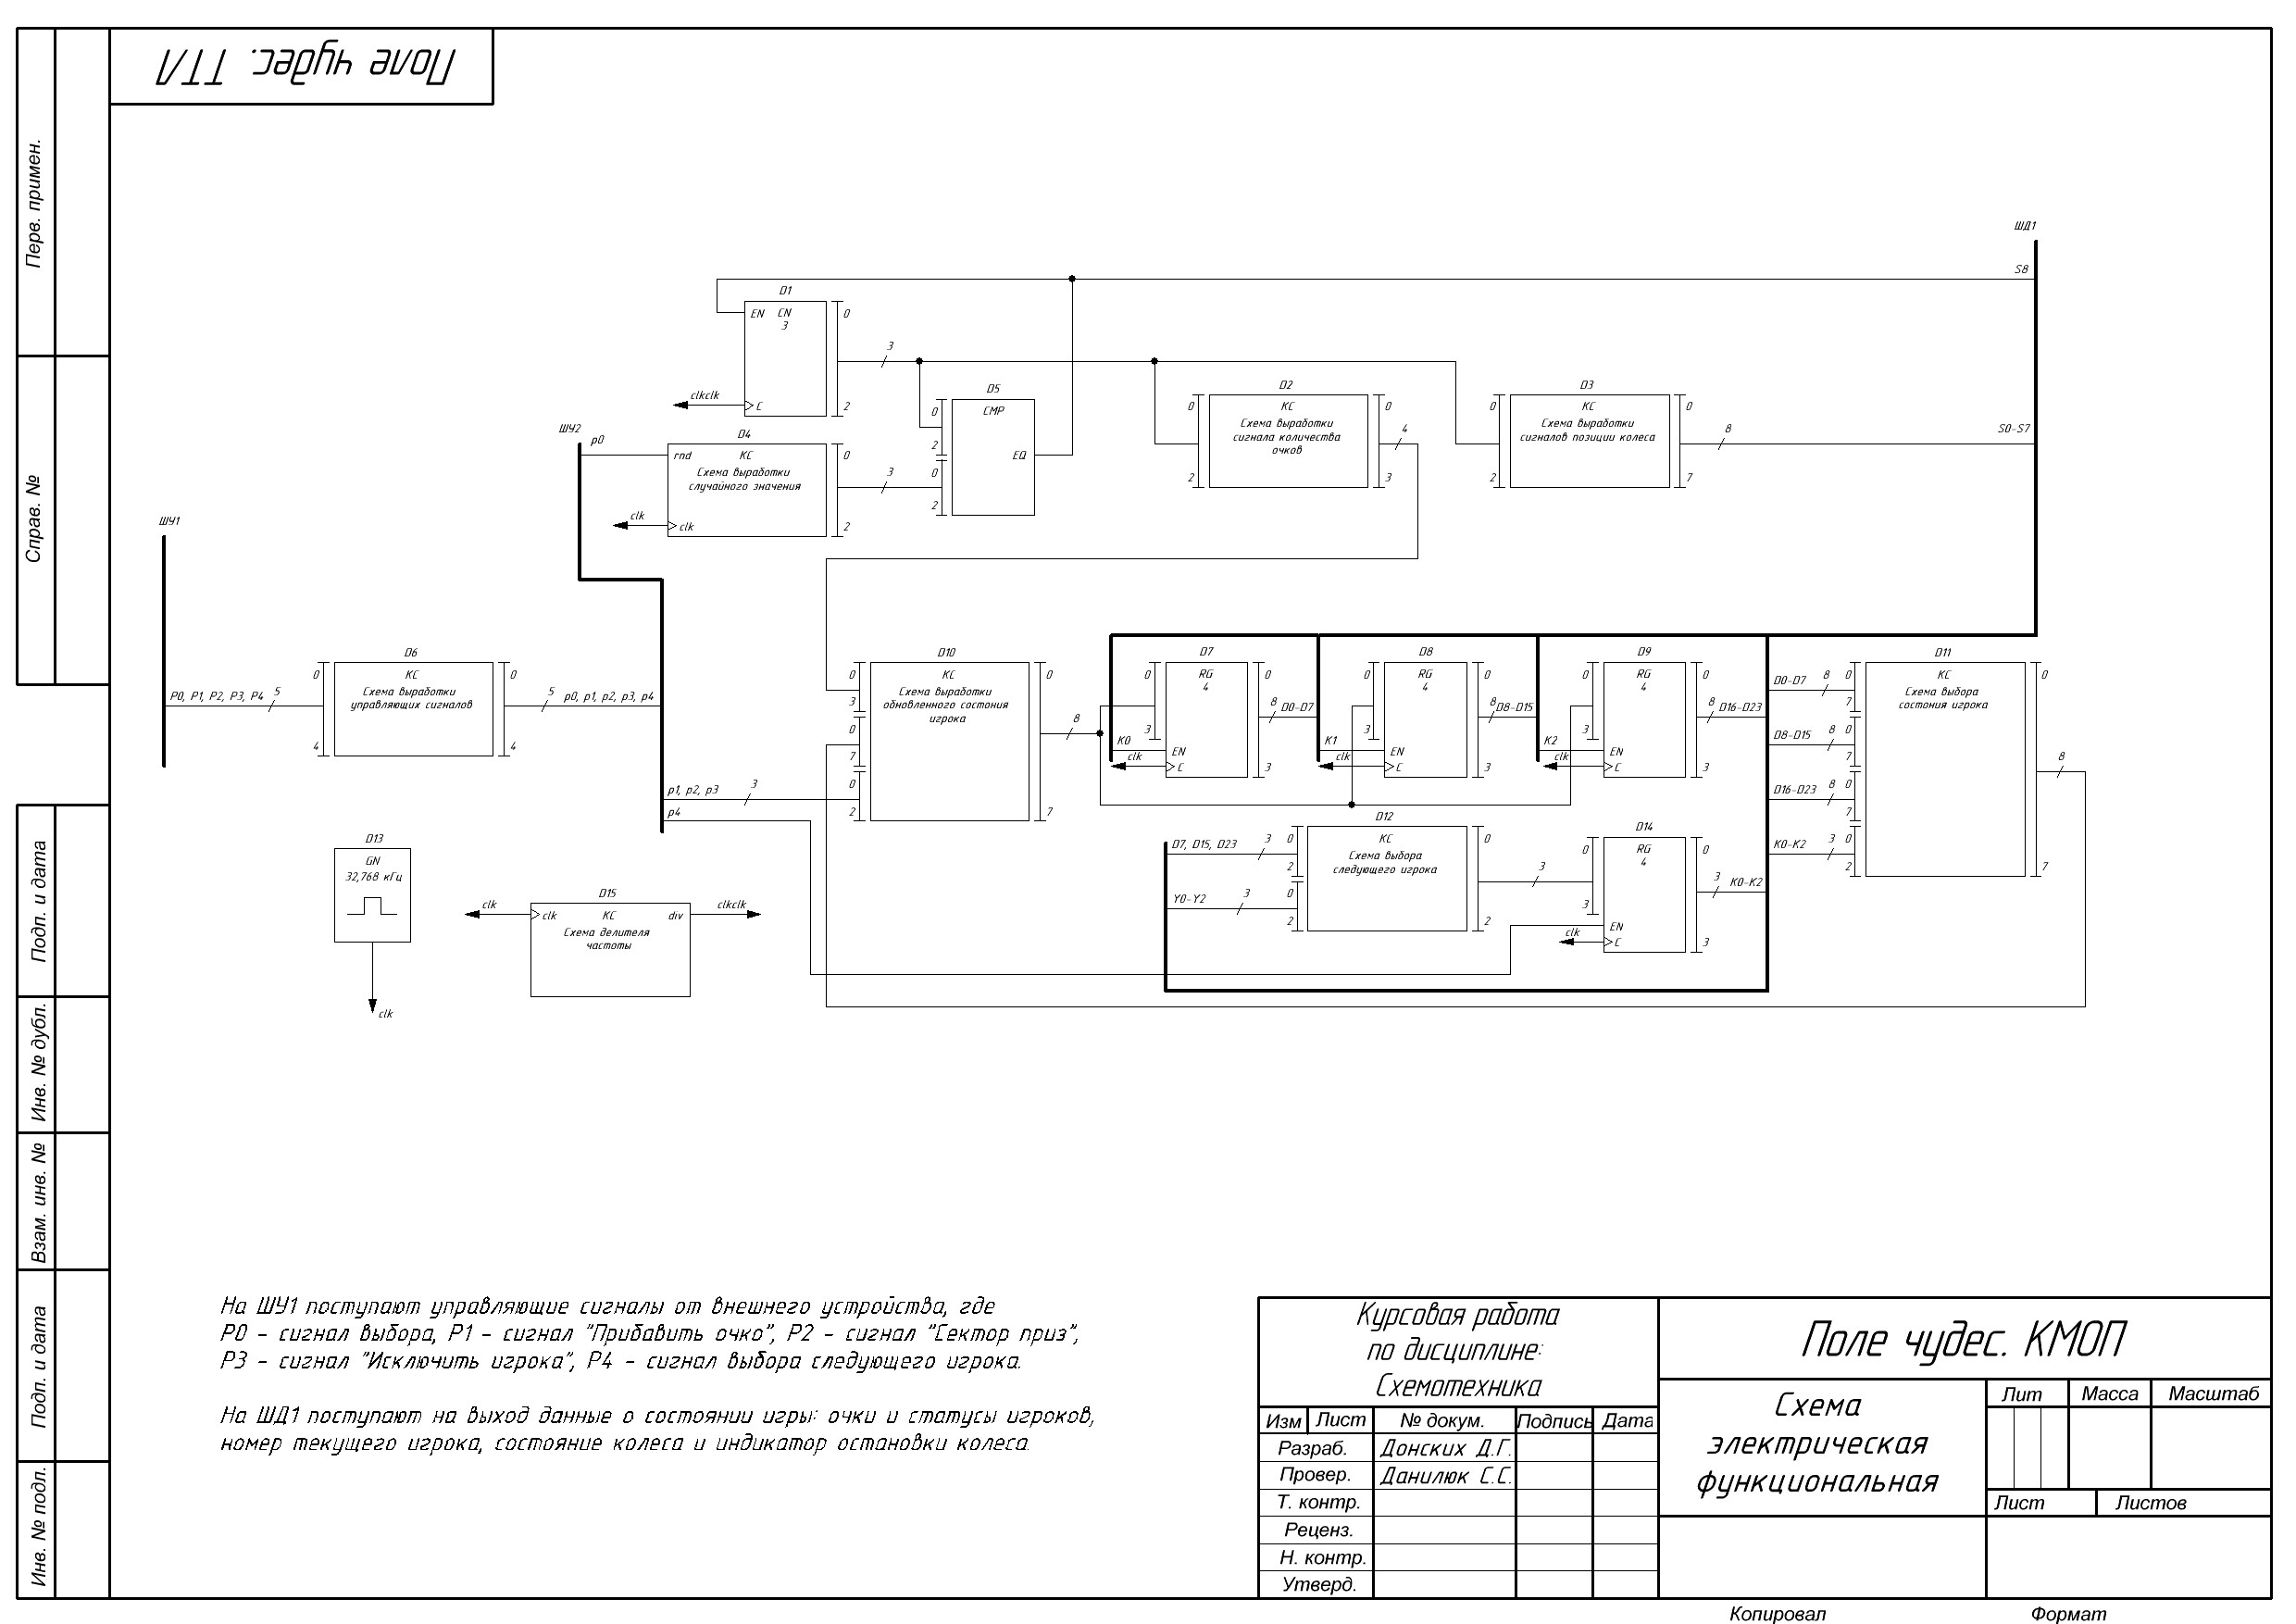 Поле чудес. ТТЛ
Перв. примен.
Справ. №
Подп. и дата
Инв. № дубл.
Взам. инв. №
Подп. и дата
Инв. № подл.
ШД1
S8
D1
EN CN
3
0
3
clkclk
C
2
ШУ2
p0
D4
rnd КС
Схема выработки
случайного значения
clk
clk
0
3
2
D5
0
CMP
2
0
EQ
2
D2
0
КС
Схема выработки
сигнала количества
очков
2
0
4
3
D3
0
КС
Схема выработки
сигналов позиции колеса
2
0
8
7
S0-S7
ШУ1
P0, P1, P2, P3, P4
5
D6
0
КС
Схема выработки
управляющих сигналов
4
0
4
5
p0, p1, p2, p3, p4
p1, p2, p3
3
p4
D10
0
3
0
7
0
2
КС
Схема выработки
обновленного состония
игрока
0
8
7
D7
0
RG
4
3
K0
EN
clk
C
0
8
D0-D7
3
D8
0
RG
4
3
K1
EN
clk
C
0
8
D8-D15
3
D9
0
RG
4
3
K2
EN
clk
C
0
8
D16-D23
3
D11
D0-D7
8
0
7
D8-D15
8
0
7
D16-D23
8
0
7
K0-K2
3
0
2
КС
Схема выбора
состония игрока
0
8
7
D12
D7, D15, D23
3
0
2
Y0-Y2
3
0
2
КС
Схема выбора
следующего игрока
0
3
2
D14
0
RG
4
3
EN
clk
C
0
3
K0-K2
3
D13
GN
32,768 кГц
clk
D15
clk
clk КС div
Схема делителя
частоты
clkclk
На ШУ1 поступают управляющие сигналы от внешнего устройства, где
P0 - сигнал выбора, P1 - сигнал "Прибавить очко", P2 - сигнал "Сектор приз",
P3 - сигнал "Исключить игрока", P4 - сигнал выбора следующего игрока.
На ШД1 поступают на выход данные о состоянии игры: очки и статусы игроков,
номер текущего игрока, состояние колеса и индикатор остановки колеса.
Курсовая работа
по дисциплине:
Схемотехника
Поле чудес. КМОП
Изм Лист № докум. Подпись Дата
Разраб. Донских Д.Г.
Провер. Данилюк С.С.
Т. контр.
Реценз.
Н. контр.
Утверд.
Схема
электрическая
функциональная
Лит Масса Масштаб
Лист Листов
Копировал Формат